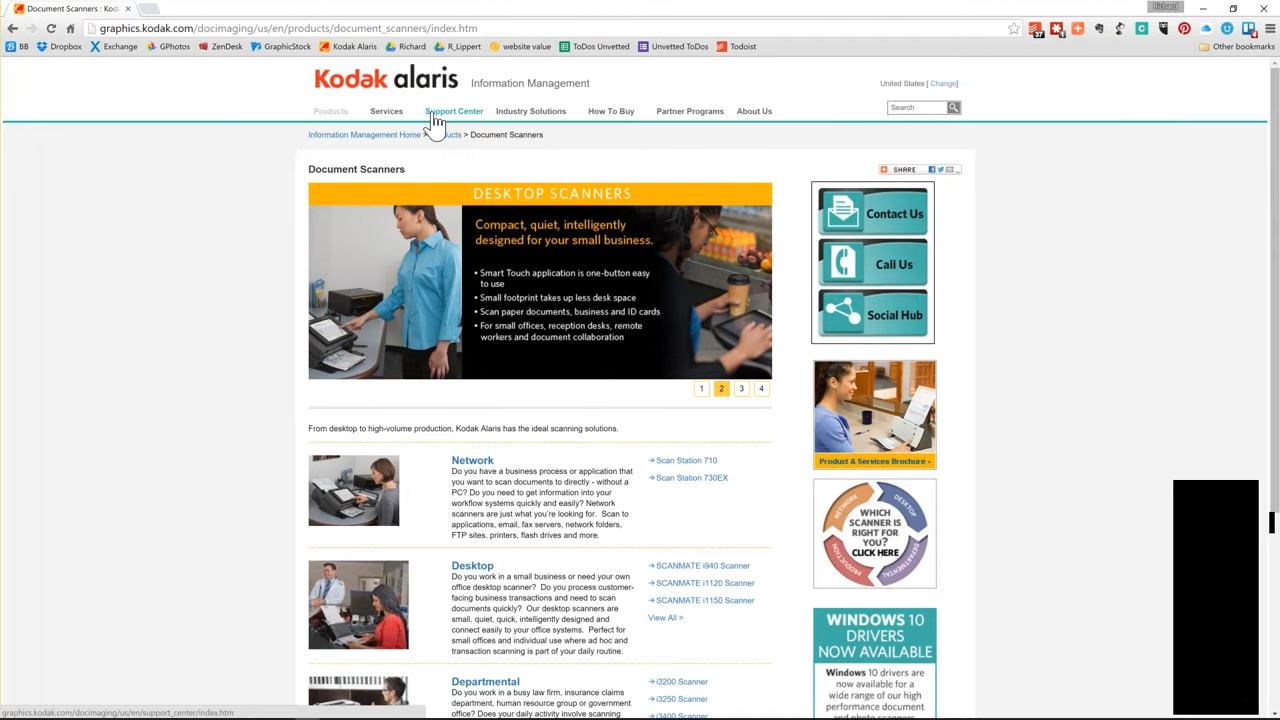 Document Scanners : Kod
Richard
graphics.kodak.com/docimaging/us/en/products/document_scanners/index.htm
BB Dropbox Exchange GPhotos ZenDesk GraphicStock Kodak Alaris Richard R_Lippert website value ToDos Unvetted Unvetted ToDos Todoist Other bookmarks
Kodak alaris Information Management
United States [ Change]
Products Services Support Center Industry Solutions How To Buy Partner Programs About Us
Search
Information Management Home > ucts > Document Scanners
Document Scanners
SHARE
DESKTOP SCANNERS
Compact, quiet, intelligently
designed for your small business.
• Smart Touch application is one-button easy
to use
• Small footprint takes up less desk space
• Scan paper documents, business and ID cards
• For small offices, reception desks, remote
workers and document collaboration
1 2 3 4
Contact Us
Call Us
Social Hub
Product & Services Brochure ›
From desktop to high-volume production, Kodak Alaris has the ideal scanning solutions.
Network
Do you have a business process or application that
you want to scan documents to directly - without a
PC? Do you need to get information into your
workflow systems quickly and easily? Network
scanners are just what you're looking for. Scan to
applications, email, fax servers, network folders,
FTP sites, printers, flash drives and more.
Scan Station 710
Scan Station 730EX
NETWORK
DESKTOP
DEPARTMENTAL
PRODUCTION
WHICH
SCANNER IS
RIGHT FOR
YOU?
CLICK HERE
Desktop
Do you work in a small business or need your own
office desktop scanner? Do you process customer-
facing business transactions and need to scan
documents quickly? Our desktop scanners are
small, quiet, quick, intelligently designed and
connect easily to your office systems. Perfect for
small offices and individual use where ad hoc and
transaction scanning is part of your daily routine.
SCANMATE i940 Scanner
SCANMATE i1120 Scanner
SCANMATE i1150 Scanner
View All >
WINDOWS 10
DRIVERS
NOW AVAILABLE
Windows 10 drivers are
now available for a
wide range of our high
performance document
Departmental
Do you work in a busy law firm, insurance claims
department, human resource group or government
office? Does your daily activity involve scanning
i3200 Scanner
i3250 Scanner
i3400 Scanner
graphics.kodak.com/docimaging/us/en/support_center/index.htm